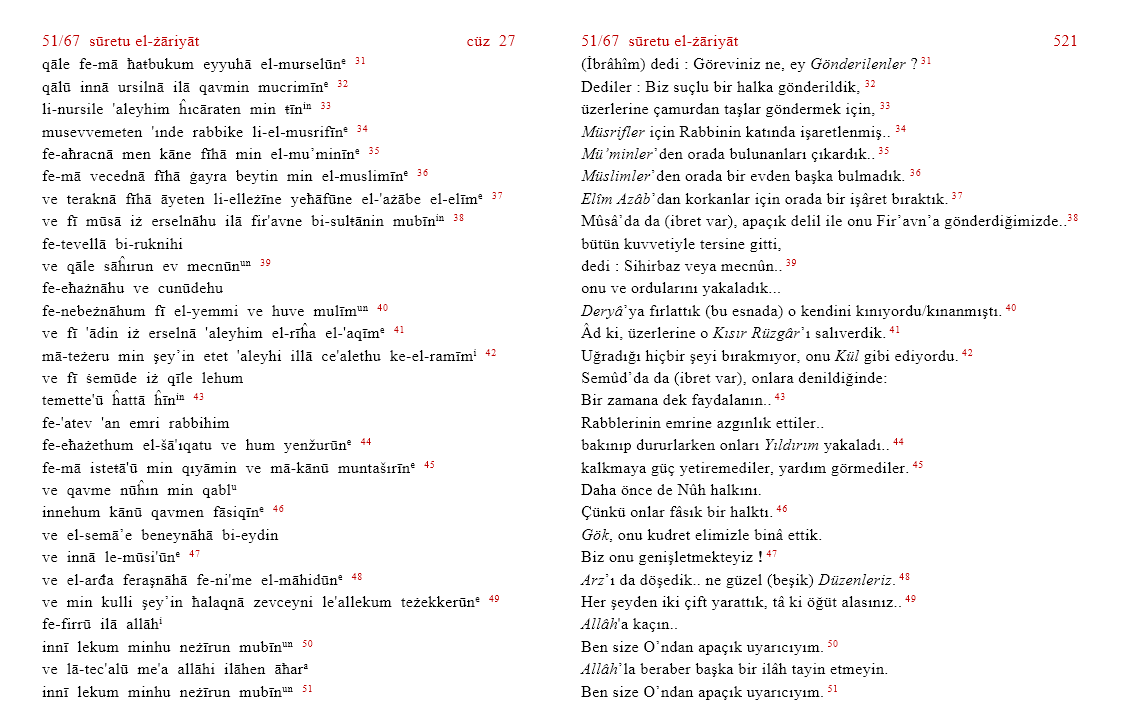 51/67 sūretu el-żāriyāt cüz 27
qāle fe-mā ħaŧbukum eyyuhā el-murselūnᵉ 31
qālū innā ursilnā ilā qavmin mucrimīnᵉ 32
li-nursile 'aleyhim ĥıcāraten min ŧīnⁱⁿ 33
musevvemeten 'ınde rabbike li-el-musrifīnᵉ 34
fe-aħracnā men kāne fīhā min el-mu’minīnᵉ 35
fe-mā vecednā fīhā ġayra beytin min el-muslimīnᵉ 36
ve teraknā fīhā āyeten li-elleżīne yeħāfūne el-'ażābe el-elīmᵉ 37
ve fī mūsā iż erselnāhu ilā fir'avne bi-sulŧānin mubīnⁱⁿ 38
fe-tevellā bi-ruknihi
ve qāle sāĥırun ev mecnūnᵘⁿ 39
fe-eħażnāhu ve cunūdehu
fe-nebeżnāhum fī el-yemmi ve huve mulīmᵘⁿ 40
ve fī 'ādin iż erselnā 'aleyhim el-rīĥa el-'aqīmᵉ 41
mā-teżeru min şey’in etet 'aleyhi illā ce'alethu ke-el-ramīmⁱ 42
ve fī ŝemūde iż qīle lehum
temette'ū ĥattā ĥīnⁱⁿ 43
fe-'atev 'an emri rabbihim
fe-eħażethum el-šā'ıqatu ve hum yenžurūnᵉ 44
fe-mā isteŧā'ū min qıyāmin ve mā-kānū muntaširīnᵉ 45
ve qavme nūĥın min qablᵘ
innehum kānū qavmen fāsiqīnᵉ 46
ve el-semā’e beneynāhā bi-eydin
ve innā le-mūsi'ūnᵉ 47
ve el-arđa feraşnāhā fe-ni'me el-māhidūnᵉ 48
ve min kulli şey’in ħalaqnā zevceyni le'allekum teżekkerūnᵉ 49
fe-firrū ilā allāhⁱ
innī lekum minhu neżīrun mubīnᵘⁿ 50
ve lā-tec'alū me'a allāhi ilāhen āħarᵃ
innī lekum minhu neżīrun mubīnᵘⁿ 51
51/67 sūretu el-żāriyāt 521
(İbrâhîm) dedi : Göreviniz ne, ey Gönderilenler ? 31
Dediler : Biz suçlu bir halka gönderildik, 32
üzerlerine çamurdan taşlar göndermek için, 33
Müsrifler için Rabbinin katında işaretlenmiş.. 34
Mü’minler’den orada bulunanları çıkardık.. 35
Müslimler’den orada bir evden başka bulmadık. 36
Elîm Azâb’dan korkanlar için orada bir işâret bıraktık. 37
Mûsâ’da da (ibret var), apaçık delil ile onu Fir’avn’a gönderdiğimizde.. 38
bütün kuvvetiyle tersine gitti,
dedi : Sihirbaz veya mecnûn.. 39
onu ve ordularını yakaladık...
Deryâ’ya fırlattık (bu esnada) o kendini kınıyordu/kınanmıştı. 40
Âd ki, üzerlerine o Kısır Rüzgâr’ı salıverdik. 41
Uğradığı hiçbir şeyi bırakmıyor, onu Kül gibi ediyordu. 42
Semûd’da da (ibret var), onlara denildiğinde:
Bir zamana dek faydalanın.. 43
Rabblerinin emrine azgınlık ettiler..
bakınıp dururlarken onları Yıldırım yakaladı.. 44
kalkmaya güç yetiremediler, yardım görmediler. 45
Daha önce de Nûh halkını.
Çünkü onlar fâsık bir halktı. 46
Gök, onu kudret elimizle binâ ettik.
Biz onu genişletmekteyiz ! 47
Arz’ı da döşedik.. ne güzel (beşik) Düzenleriz. 48
Her şeyden iki çift yarattık, tâ ki öğüt alasınız.. 49
Allâh'a kaçın..
Ben size O’ndan apaçık uyarıcıyım. 50
Allâh’la beraber başka bir ilâh tayin etmeyin.
Ben size O’ndan apaçık uyarıcıyım. 51